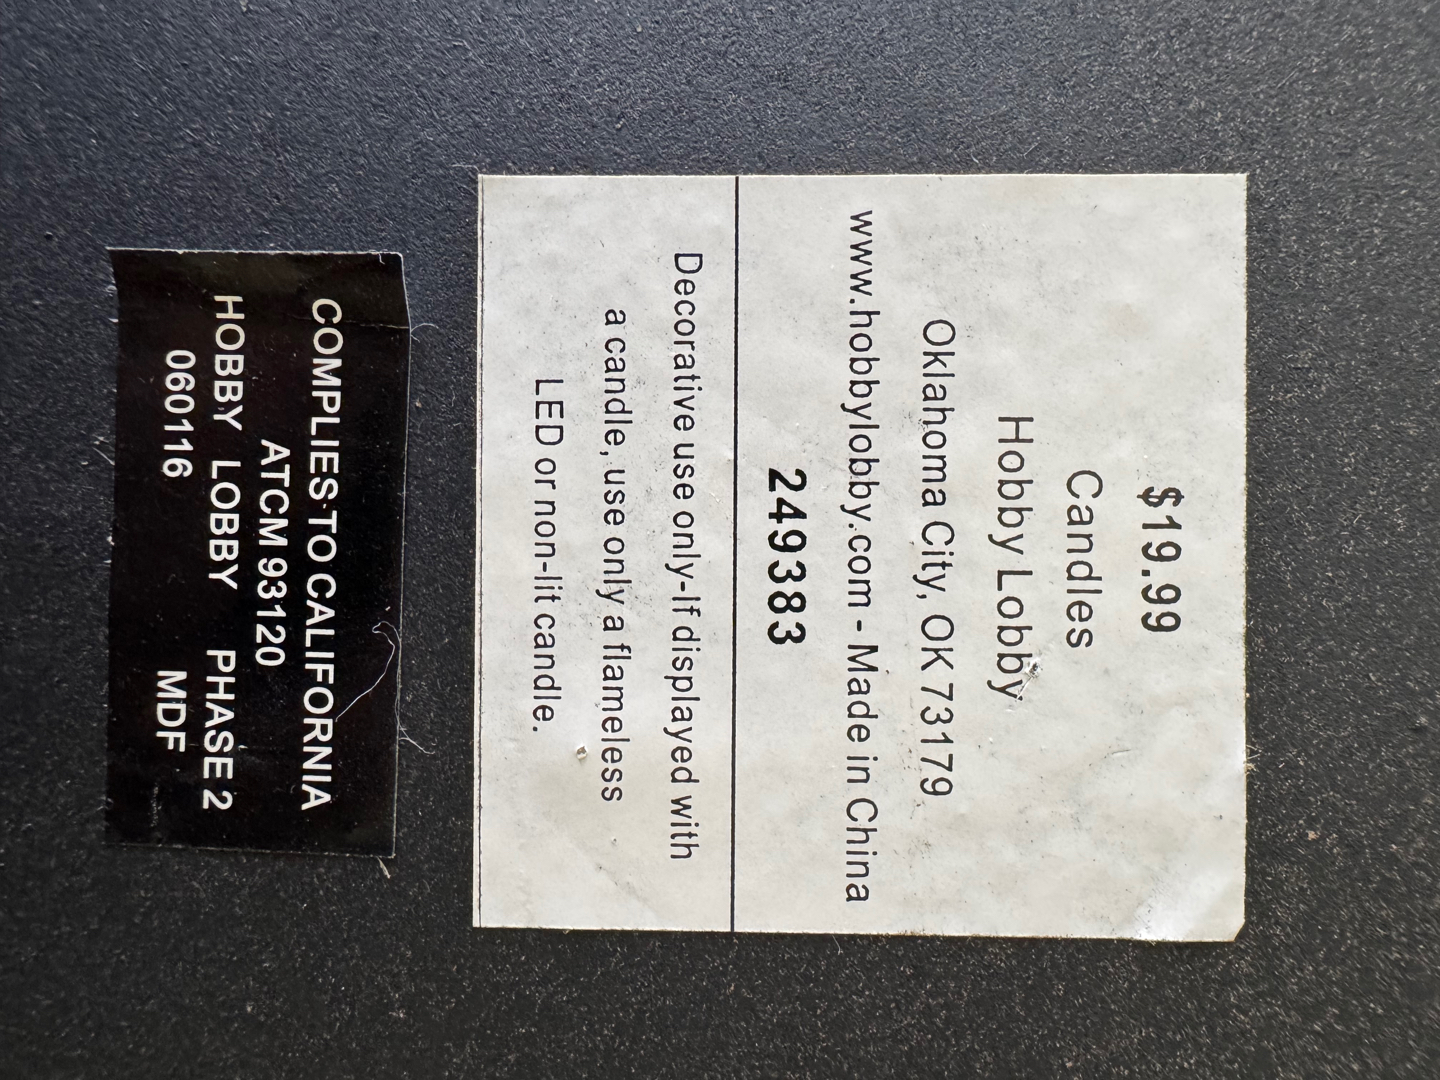 $19.99
Candles
Hobby Lobby
Oklahoma City, OK 73179
www.hobbylobby.com - Made in China
249383
Decorative use only-If displayed with
a candle, use only a flameless
LED or non-lit candle.
COMPLIES TO CALIFORNIA
ATCM 93120
HOBBY LOBBY PHASE 2
060116 MDF